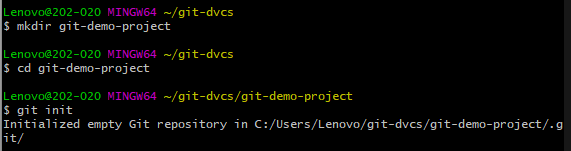 Lenovo@202-020 MINGW64 ~/git-dvcs
$ mkdir git-demo-project
Lenovo@202-020 MINGW64 ~/git-dvcs
$ cd git-demo-project
Lenovo@202-020 MINGW64 ~/git-dvcs/git-demo-project
$ git init
Initialized empty Git repository in C:/Users/Lenovo/git-dvcs/git-demo-project/.g
it/